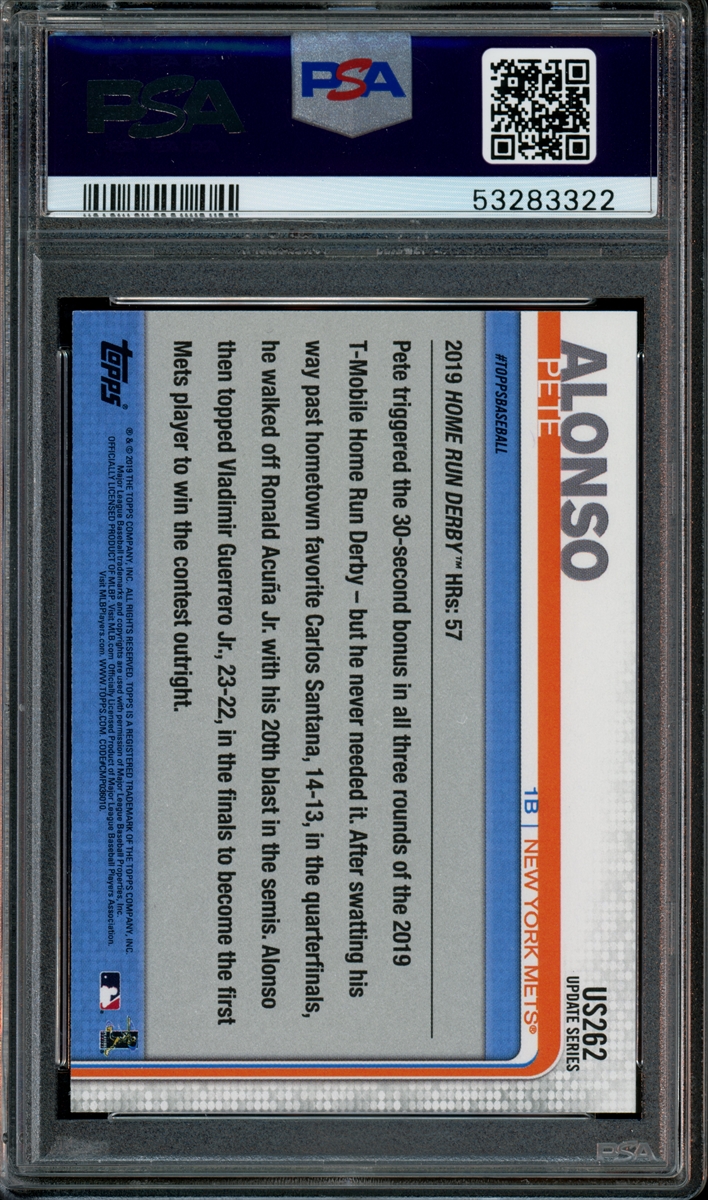 PSA
PSA
53283322
ALONSO
PETE
1B | NEW YORK METS®
US262
UPDATE SERIES
#TOPPSBASEBALL
2019 HOME RUN DERBY™ HRs: 57
Pete triggered the 30-second bonus in all three rounds of the 2019
T-Mobile Home Run Derby – but he never needed it. After swatting his
way past hometown favorite Carlos Santana, 14-13, in the quarterfinals,
he walked off Ronald Acuña Jr. with his 20th blast in the semis. Alonso
then topped Vladimir Guerrero Jr., 23-22, in the finals to become the first
Mets player to win the contest outright.
topps®
® & © 2019 THE TOPPS COMPANY, INC. ALL RIGHTS RESERVED. TOPPS IS A REGISTERED TRADEMARK OF THE TOPPS COMPANY, INC.
Major League Baseball trademarks and copyrights are used with permission of Major League Baseball Properties, Inc.
OFFICIALLY LICENSED PRODUCT OF MLBP. Visit MLB.com Officially Licensed Product of Major League Baseball Players Association.
Visit MLBPlayers.com. WWW.TOPPS.COM. CODE#CMP036010.
PSA